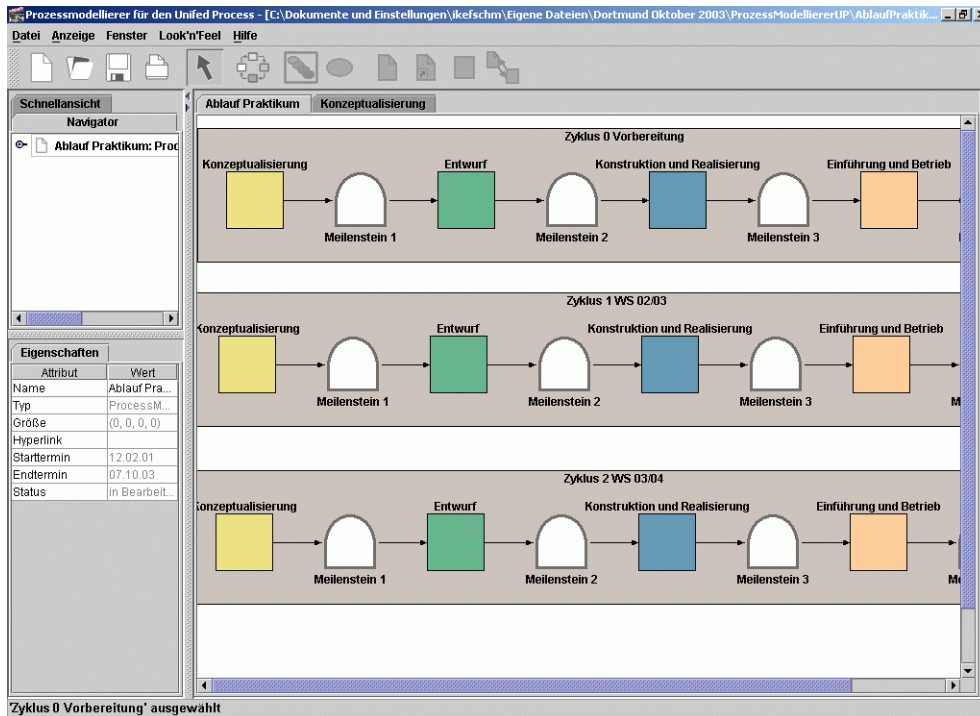 Prozessmodellierer für den Unifed Process - [C:\Dokumente und Einstellungen\ikefschm\Eigene Dateien\Dortmund Oktober 2003\ProzessModelliererUP\AblaufPraktik...
Datei Anzeige Fenster Look'n'Feel Hilfe
Schnellansicht
Navigator
Ablauf Praktikum: Proc
Eigenschaften
Attribut Wert
Name Ablauf Pra...
Typ ProcessM...
Größe (0, 0, 0, 0)
Hyperlink
Starttermin 12.02.01
Endtermin 07.10.03
Status in Bearbeit...
Ablauf Praktikum Konzeptualisierung
Zyklus 0 Vorbereitung
Konzeptualisierung Entwurf Konstruktion und Realisierung Einführung und Betrieb
Meilenstein 1 Meilenstein 2 Meilenstein 3
Zyklus 1 WS 02/03
Konzeptualisierung Entwurf Konstruktion und Realisierung Einführung und Betrieb
Meilenstein 1 Meilenstein 2 Meilenstein 3 M
Zyklus 2 WS 03/04
Konzeptualisierung Entwurf Konstruktion und Realisierung Einführung und Betrieb
Meilenstein 1 Meilenstein 2 Meilenstein 3 Me
'Zyklus 0 Vorbereitung' ausgewählt